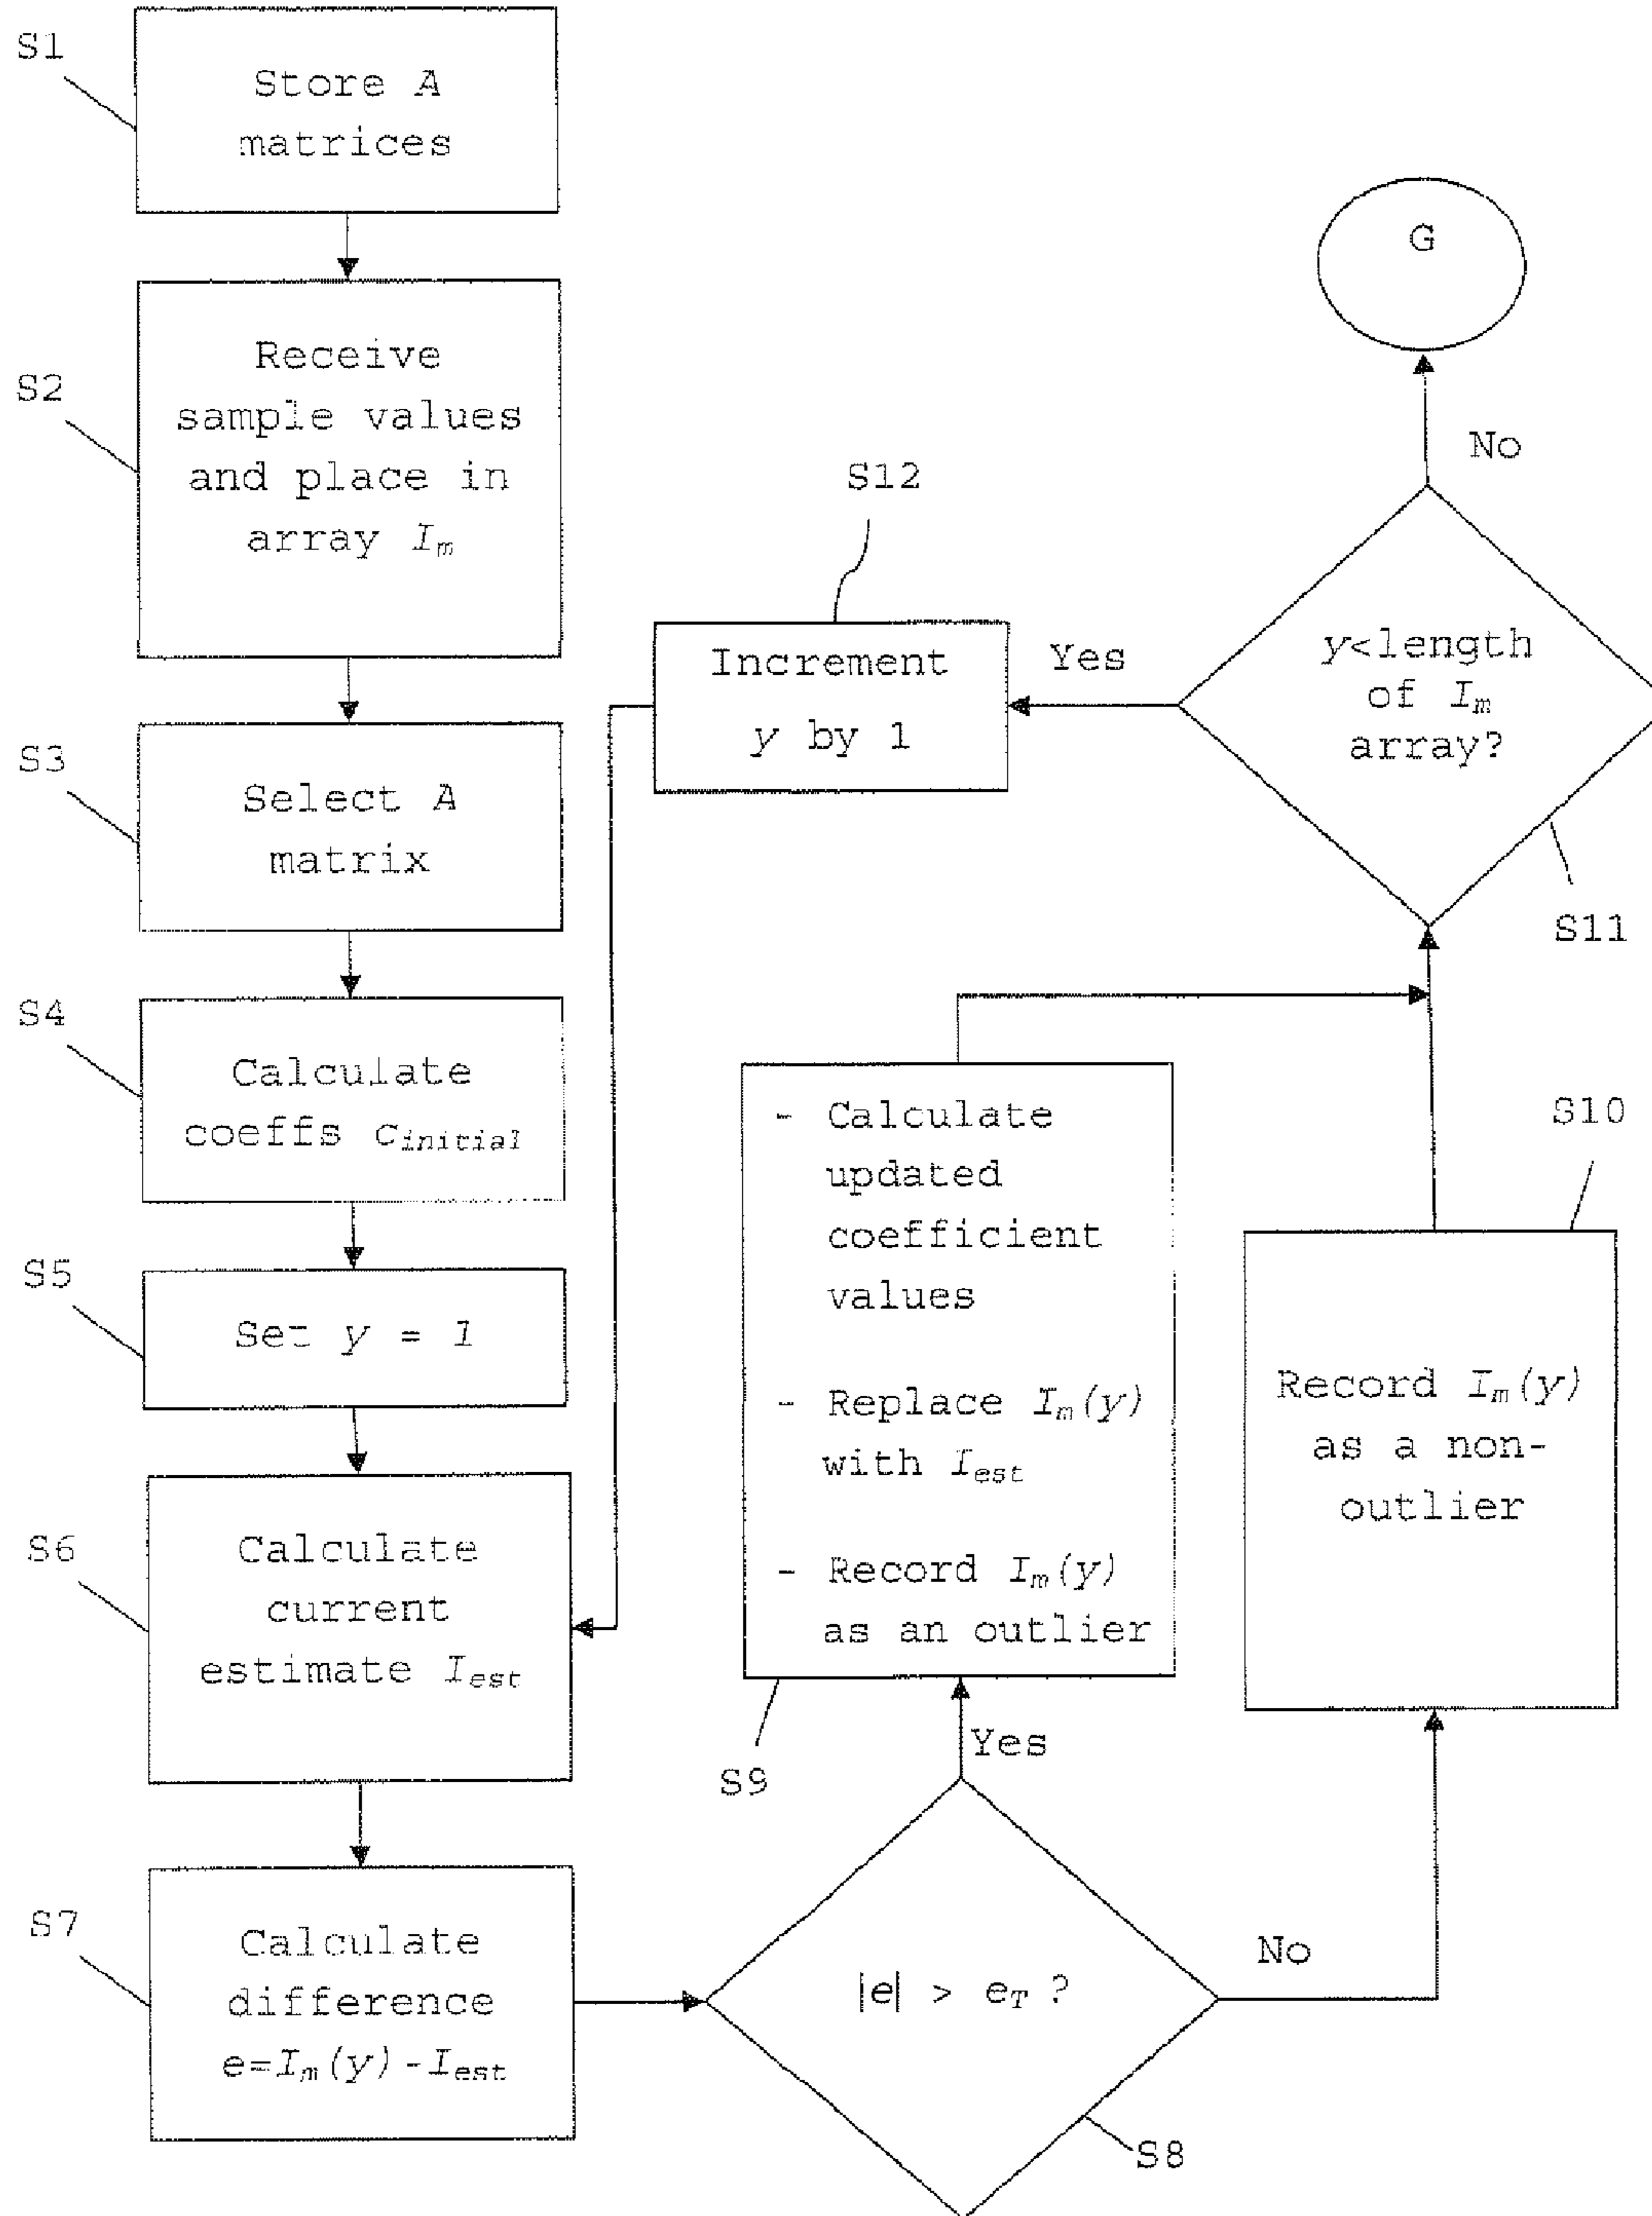 S1
Store A
matrices
S2
Receive
sample values
and place in
array Im
S3
Select A
matrix
S4
Calculate
coeffs cinitial
S5
Set y = 1
S6
Calculate
current
estimate Iest
S7
Calculate
difference
e=Im(y)-Iest
|e| > eT ?
S8
Yes
No
S9
- Calculate
updated
coefficient
values
- Replace Im(y)
with Iest
- Record Im(y)
as an outlier
S10
Record Im(y)
as a non-
outlier
S11
y<length
of Im
array?
Yes
No
S12
Increment
y by 1
G